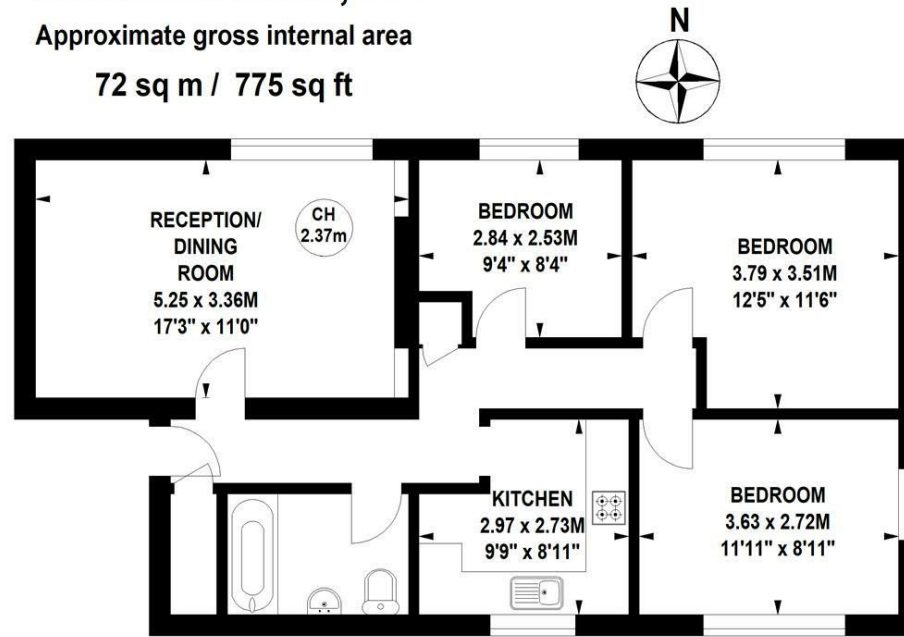 Approximate gross internal area
72 sq m / 775 sq ft
N
RECEPTION/
DINING
ROOM
5.25 x 3.36M
17'3" x 11'0"
CH
2.37m
BEDROOM
2.84 x 2.53M
9'4" x 8'4"
BEDROOM
3.79 x 3.51M
12'5" x 11'6"
KITCHEN
2.97 x 2.73M
9'9" x 8'11"
BEDROOM
3.63 x 2.72M
11'11" x 8'11"